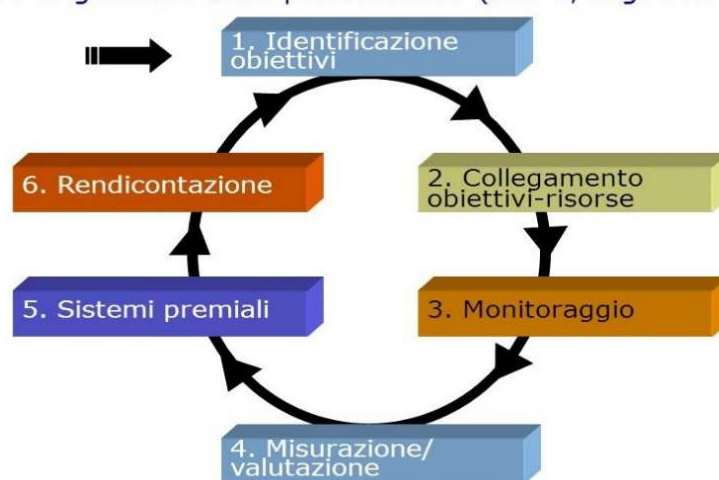 1. Identificazione
obiettivi
2. Collegamento
obiettivi-risorse
3. Monitoraggio
4. Misurazione/
valutazione
5. Sistemi premiali
6. Rendicontazione